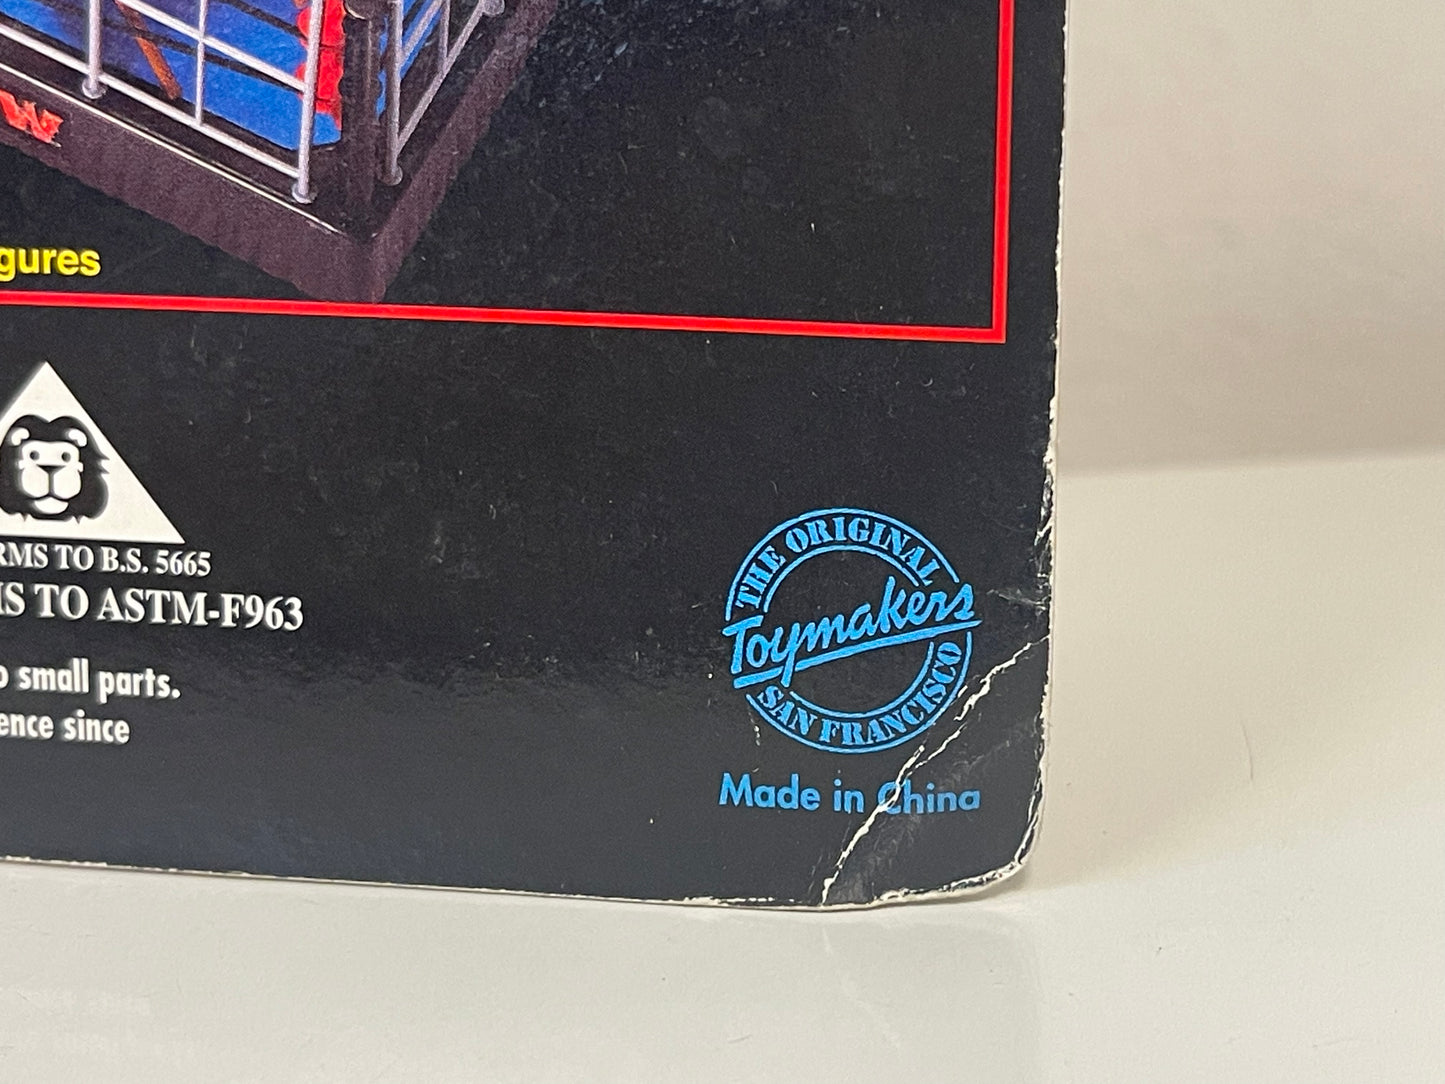 W
gures
RMS TO B.S. 5665
MS TO ASTM-F963
o small parts.
ence since
THE ORIGINAL
Toymakers
SAN FRANCISCO
Made in China